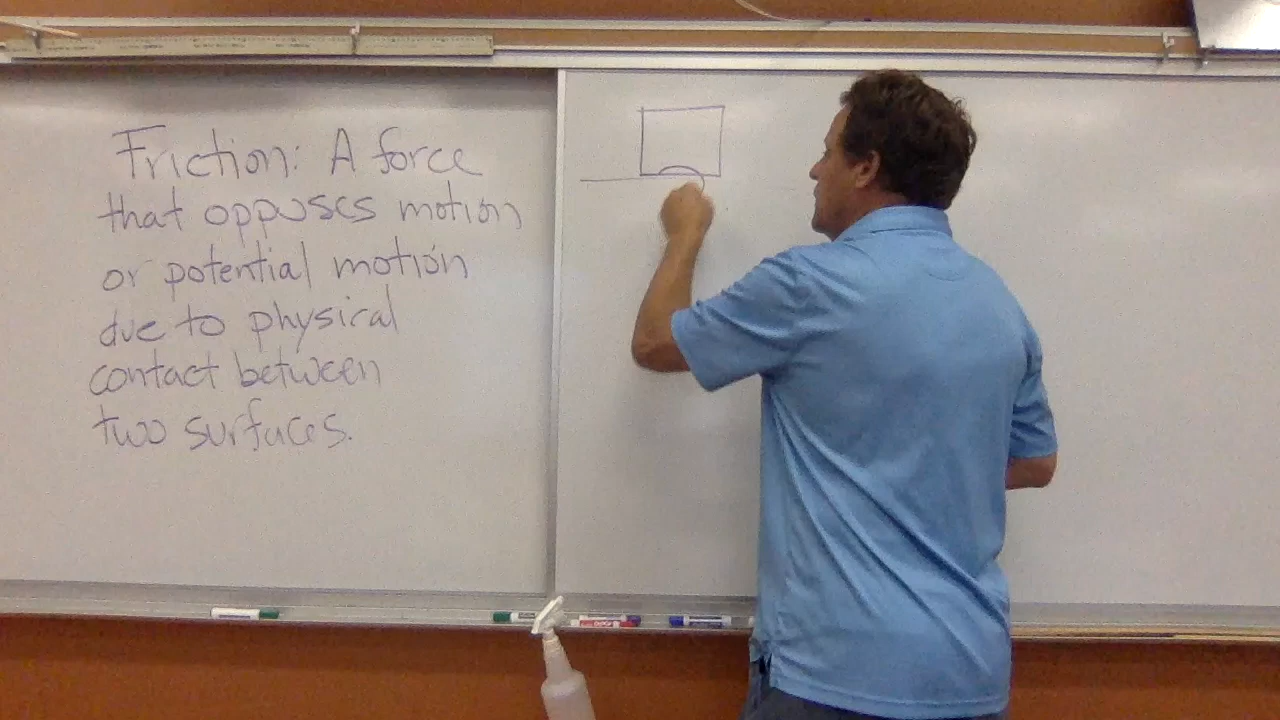 Friction: A force
that opposes motion
or potential motion
due to physical
contact between
two surfaces.